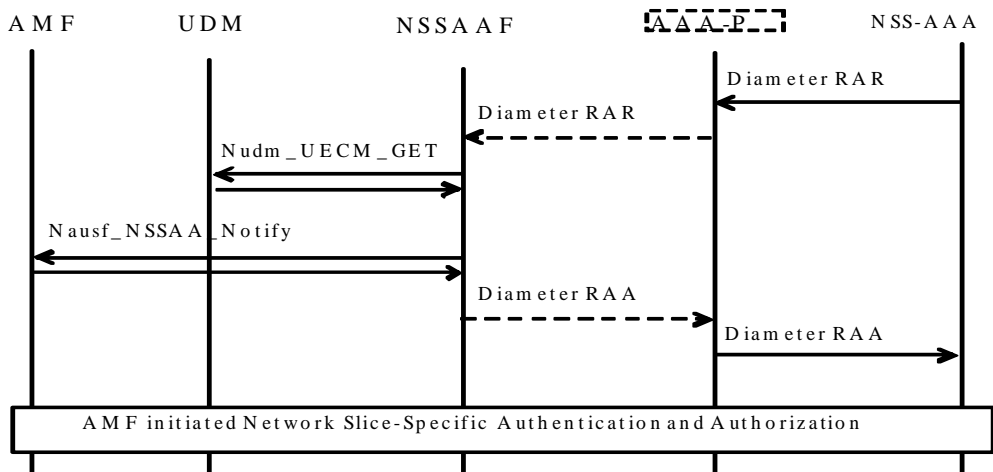 AMF UDM NSSAAF AAA-P NSS-AAA
Diameter RAR
Diameter RAR
Nudm_UECM_GET
Nausf_NSSAA_Notify
Diameter RAA
Diameter RAA
AMF initiated Network Slice-Specific Authentication and Authorization